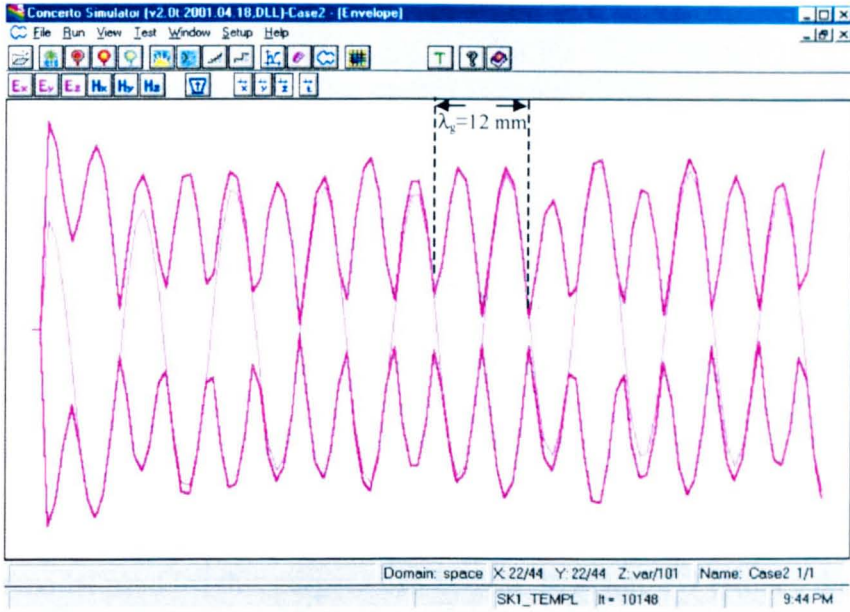 Concerto Simulator (v2.0t.2001.04.18,DLL)-Case2 - [Envelope]
File Run View Test Window Setup Help
T ?
Ex Ey Ez Hx Hy Hz x Y z t
λg=12 mm
Domain: space X: 22/44 Y: 22/44 Z: var/101 Name: Case2 1/1
SK1_TEMPL It = 10148 9:44 PM